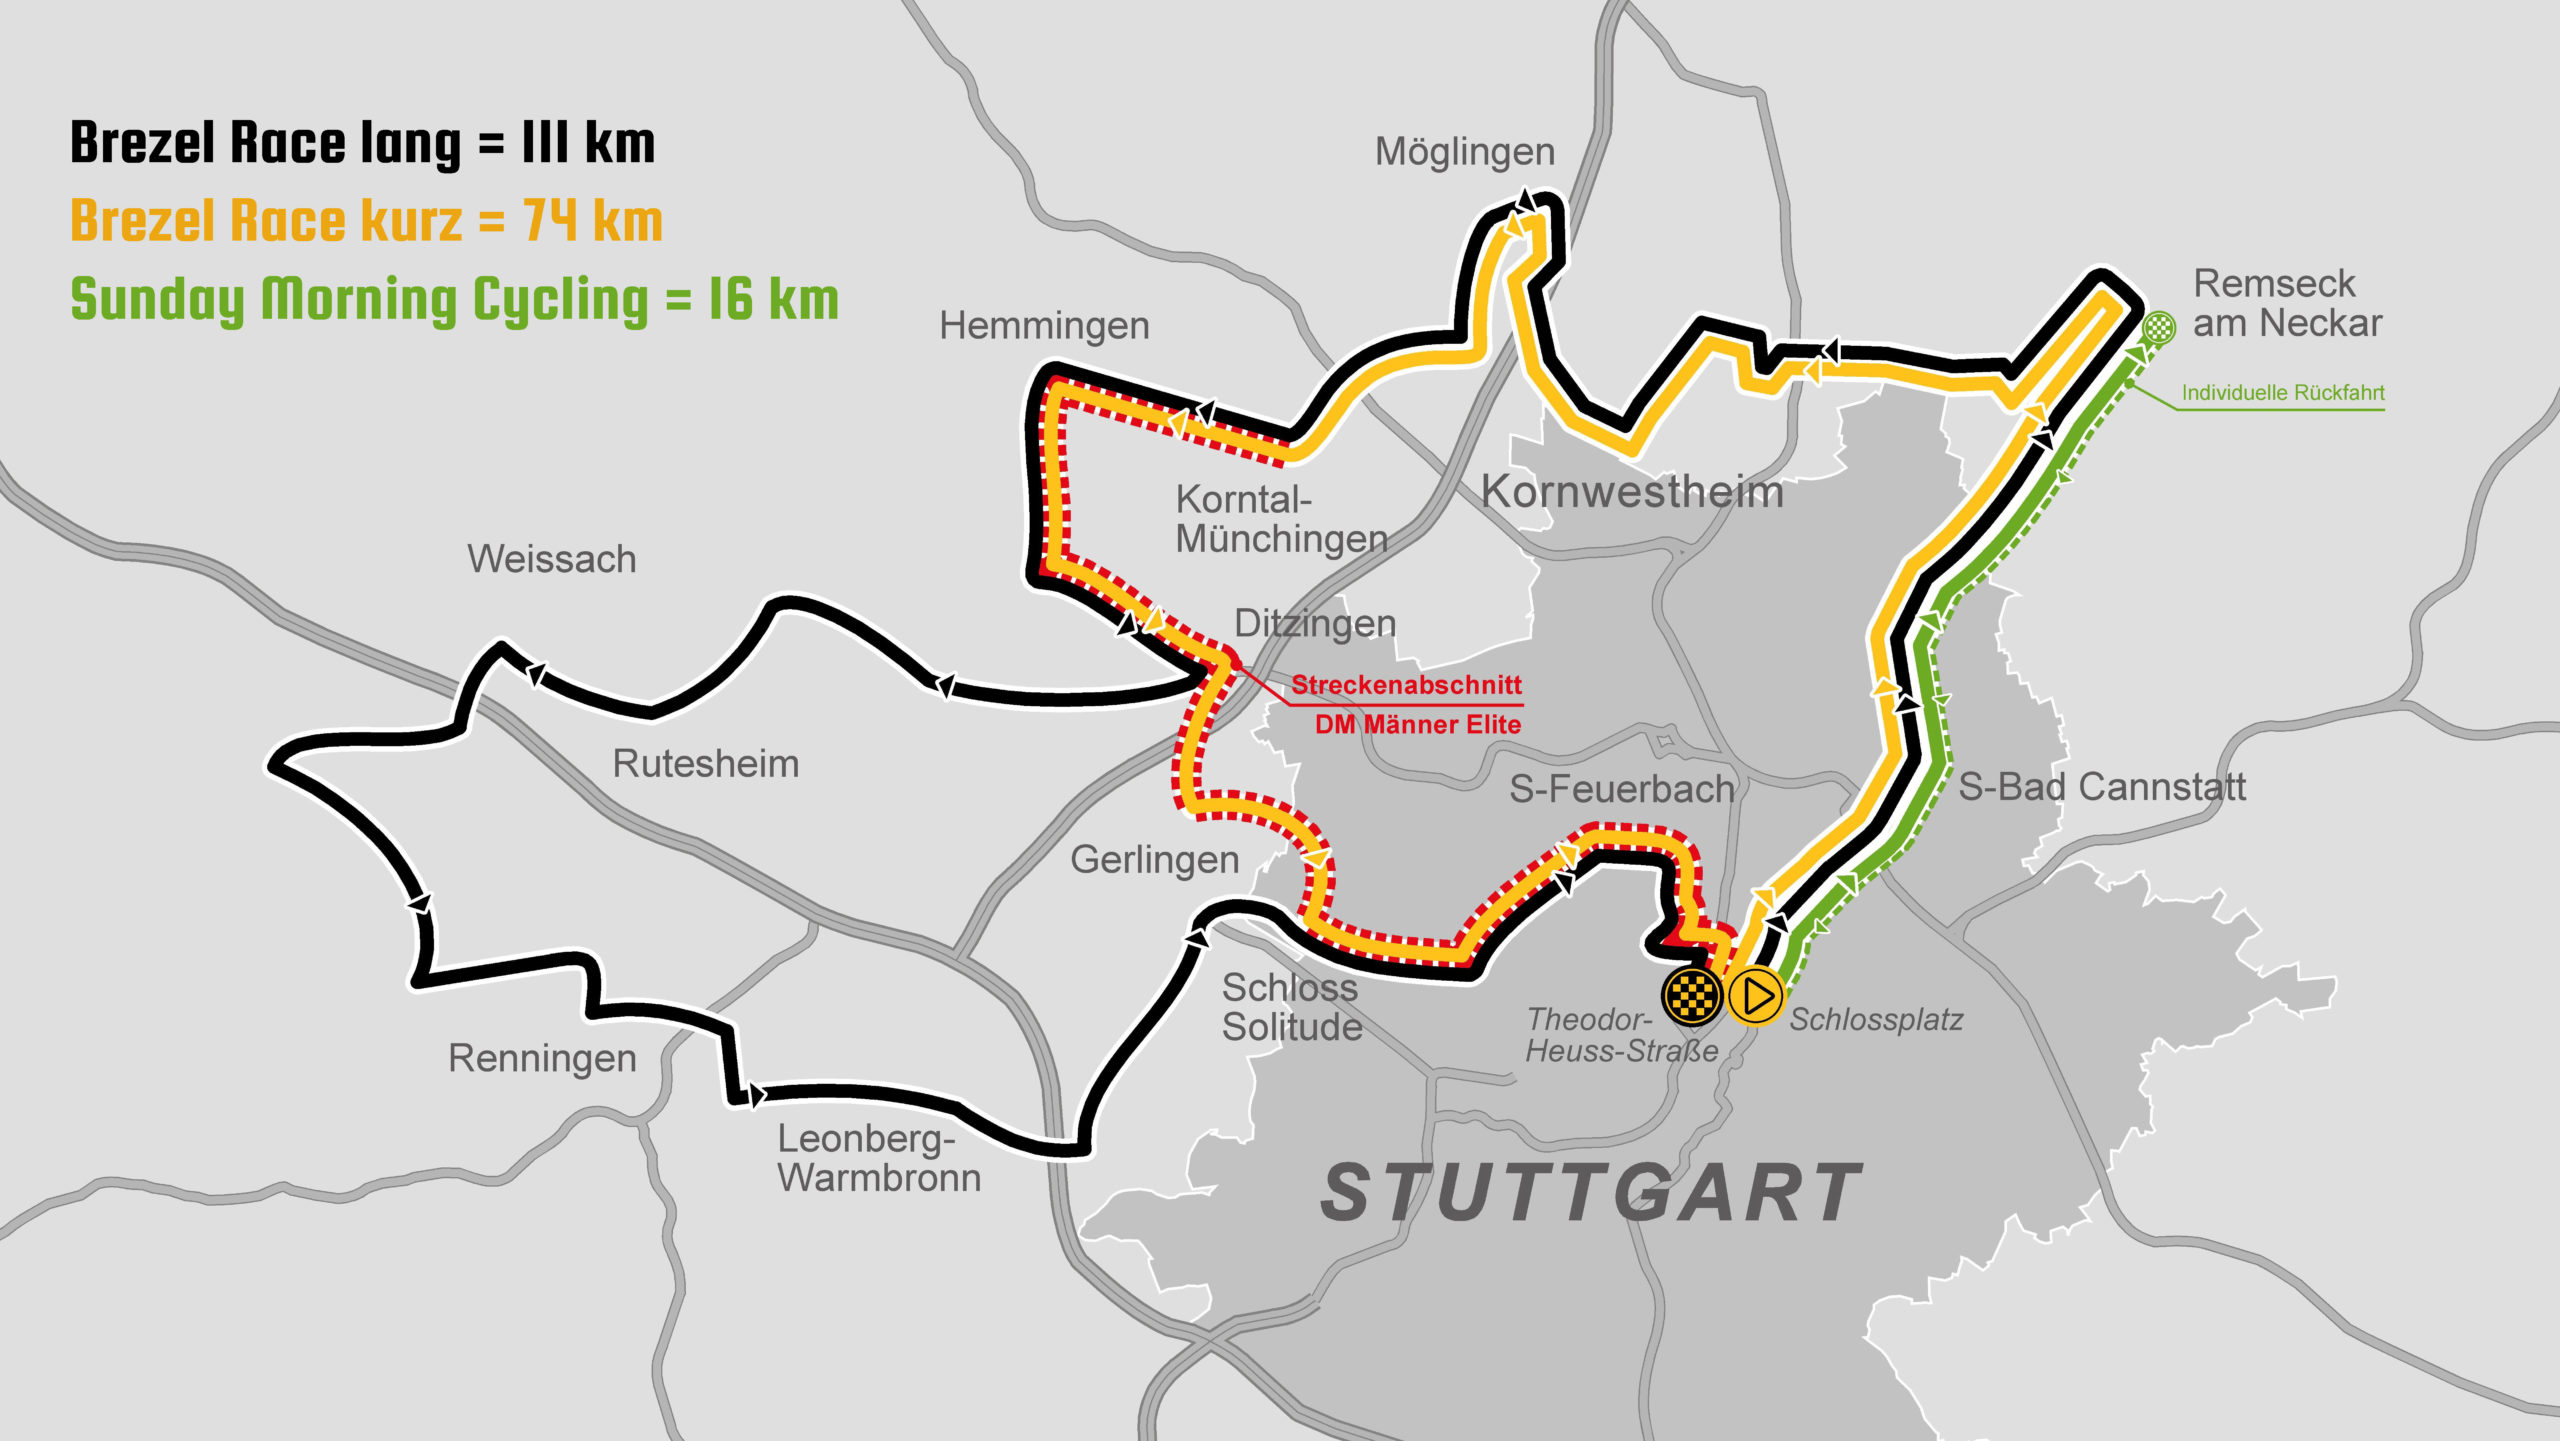 Brezel Race lang = 111 km
Brezel Race kurz = 74 km
Sunday Morning Cycling = 16 km
Möglingen
Remseck
am Neckar
Hemmingen
Individuelle Rückfahrt
Korntal-
Münchingen
Kornwestheim
Weissach
Ditzingen
Streckenabschnitt
DM Männer Elite
Rutesheim
S-Feuerbach
S-Bad Cannstatt
Gerlingen
Schloss
Solitude
Theodor-
Heuss-Straße
Schlossplatz
Renningen
Leonberg-
Warmbronn
STUTTGART